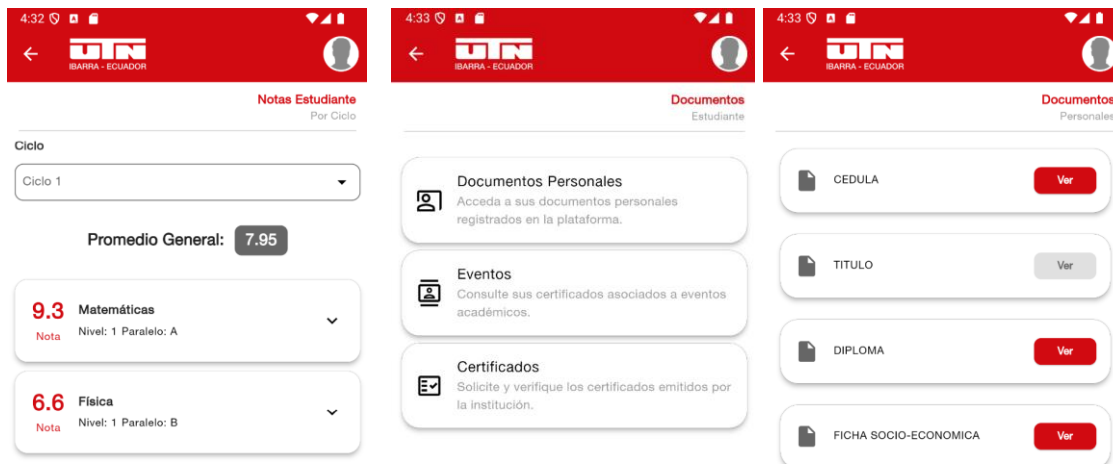 4:32
UTN
IBARRA - ECUADOR
Notas Estudiante
Por Ciclo
Ciclo
Ciclo 1
Promedio General: 7.95
9.3
Nota
Matemáticas
Nivel: 1 Paralelo: A
6.6
Nota
Física
Nivel: 1 Paralelo: B
4:33
UTN
IBARRA - ECUADOR
Documentos
Estudiante
Documentos Personales
Acceda a sus documentos personales
registrados en la plataforma.
Eventos
Consulte sus certificados asociados a eventos
académicos.
Certificados
Solicite y verifique los certificados emitidos por
la institución.
4:33
UTN
IBARRA - ECUADOR
Documentos
Personales
CEDULA Ver
TITULO Ver
DIPLOMA Ver
FICHA SOCIO-ECONOMICA Ver